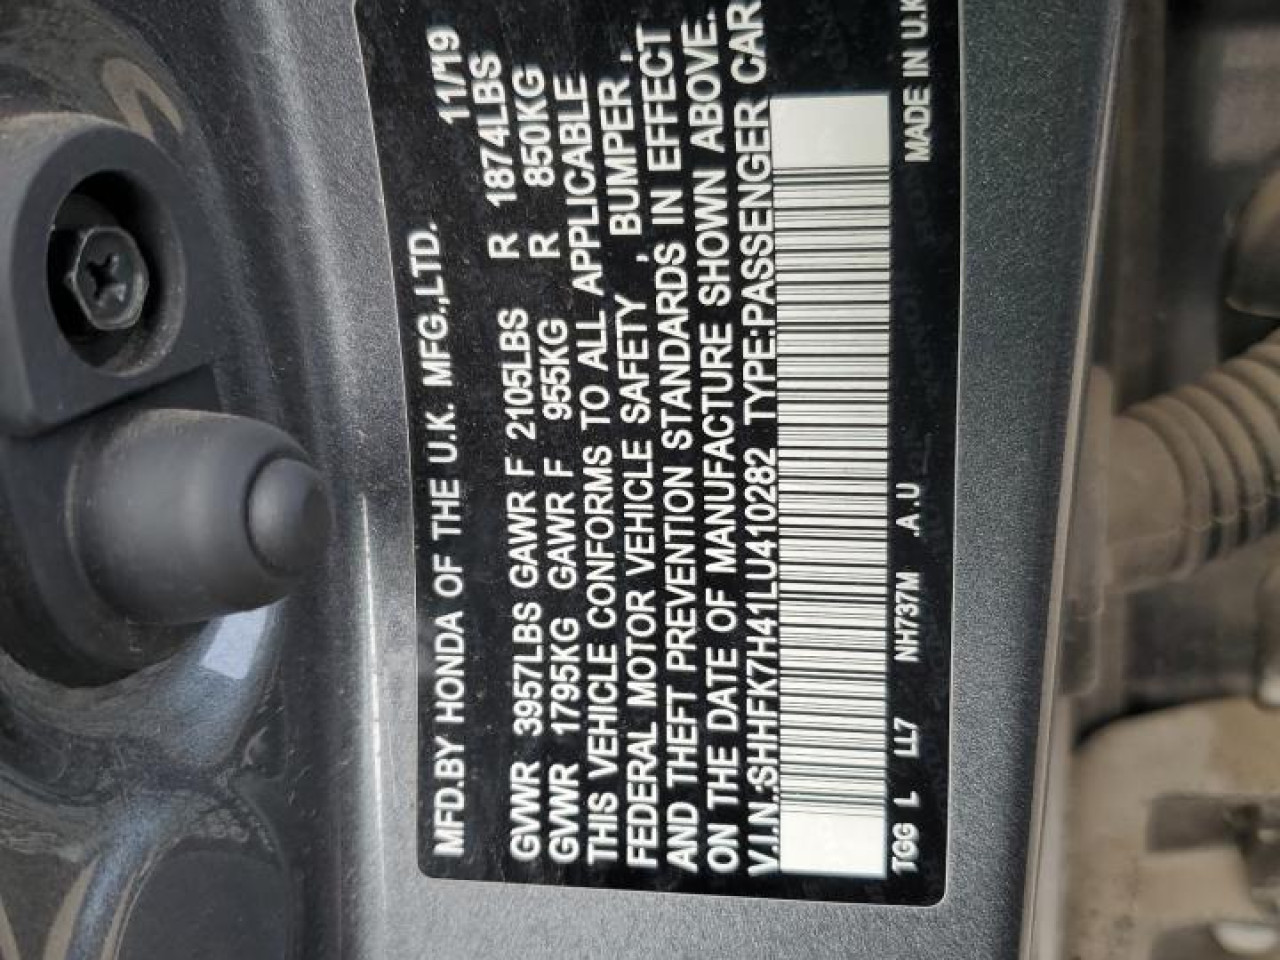 MFD.BY HONDA OF THE U.K. MFG.,LTD. 11/19
GVWR 3957LBS GAWR F 2105LBS R 1874LBS
GVWR 1795KG GAWR F 955KG R 850KG
THIS VEHICLE CONFORMS TO ALL APPLICABLE
FEDERAL MOTOR VEHICLE SAFETY , BUMPER ,
AND THEFT PREVENTION STANDARDS IN EFFECT
ON THE DATE OF MANUFACTURE SHOWN ABOVE.
V.I.N.:SHHFK7H41LU410282 TYPE:PASSENGER CAR
TGG L LL7 NH737M .A.U MADE IN U.K